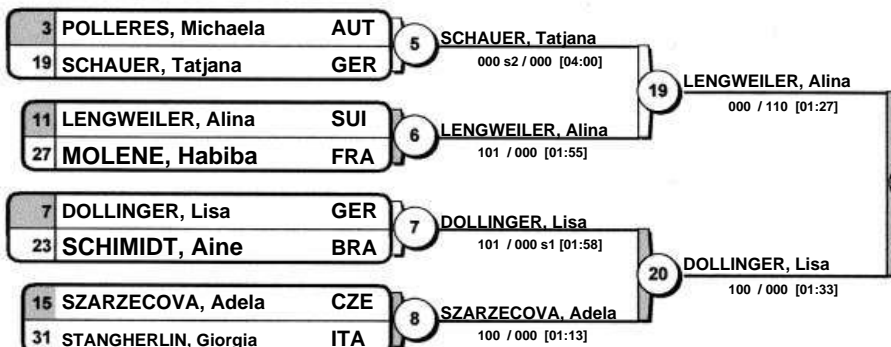 3 POLLERES, Michaela AUT
19 SCHAUER, Tatjana GER
5
SCHAUER, Tatjana
000 s2 / 000 [04:00]
11 LENGWEILER, Alina SUI
27 MOLENE, Habiba FRA
6
LENGWEILER, Alina
101 / 000 [01:55]
19
LENGWEILER, Alina
000 / 110 [01:27]
7 DOLLINGER, Lisa GER
23 SCHIMIDT, Aine BRA
7
DOLLINGER, Lisa
101 / 000 s1 [01:58]
15 SZARZECOVA, Adela CZE
31 STANGHERLIN, Giorgia ITA
8
SZARZECOVA, Adela
100 / 000 [01:13]
20
DOLLINGER, Lisa
100 / 000 [01:33]